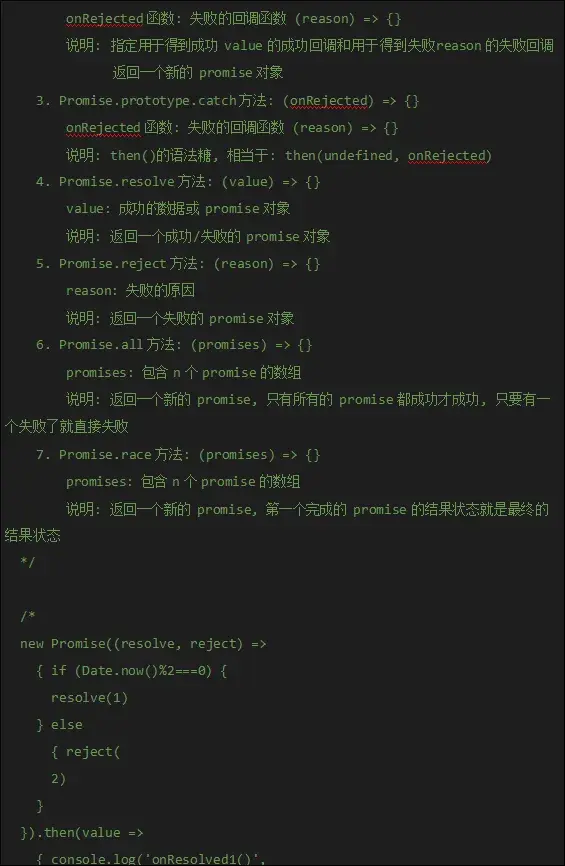 onRejected 函数: 失败的回调函数 (reason) => {}
说明: 指定用于得到成功 value 的成功回调和用于得到失败reason 的失败回调
返回一个新的 promise 对象
3. Promise.prototype.catch 方法: (onRejected) => {}
onRejected 函数: 失败的回调函数 (reason) => {}
说明: then()的语法糖, 相当于: then(undefined, onRejected)
4. Promise.resolve 方法: (value) => {}
value: 成功的数据或 promise 对象
说明: 返回一个成功/失败的 promise 对象
5. Promise.reject 方法: (reason) => {}
reason: 失败的原因
说明: 返回一个失败的 promise 对象
6. Promise.all 方法: (promises) => {}
promises: 包含 n 个 promise 的数组
说明: 返回一个新的 promise, 只有所有的 promise 都成功才成功, 只要有一
个失败了就直接失败
7. Promise.race 方法: (promises) => {}
promises: 包含 n 个 promise 的数组
说明: 返回一个新的 promise, 第一个完成的 promise 的结果状态就是最终的
结果状态
*/
/*
new Promise((resolve, reject) =>
{ if (Date.now()%2===0) {
resolve(1)
} else
{ reject(
2)
}
}).then(value =>
{ console.log('onResolved1()',